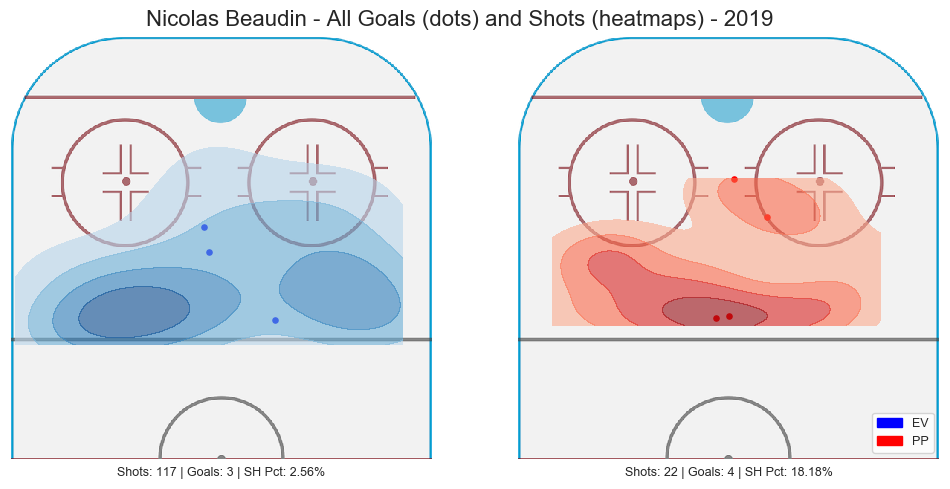 Nicolas Beaudin - All Goals (dots) and Shots (heatmaps) - 2019
EV
PP
Shots: 117 | Goals: 3 | SH Pct: 2.56%
Shots: 22 | Goals: 4 | SH Pct: 18.18%